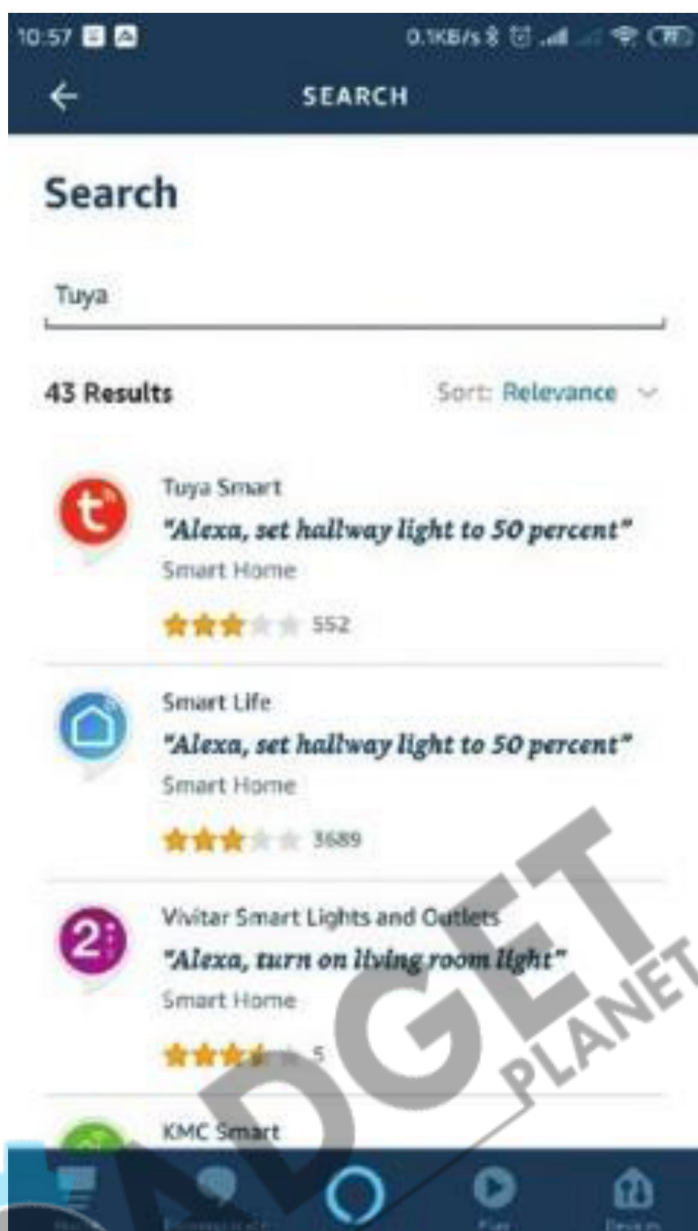 10:57 0.1KB/s
SEARCH
Search
Tuya
43 Results Sort: Relevance
Tuya Smart
"Alexa, set hallway light to 50 percent"
Smart Home
552
Smart Life
"Alexa, set hallway light to 50 percent"
Smart Home
3689
Vivitar Smart Lights and Outlets
"Alexa, turn on living room light"
Smart Home
5
KMC Smart
ADGET
PLANET